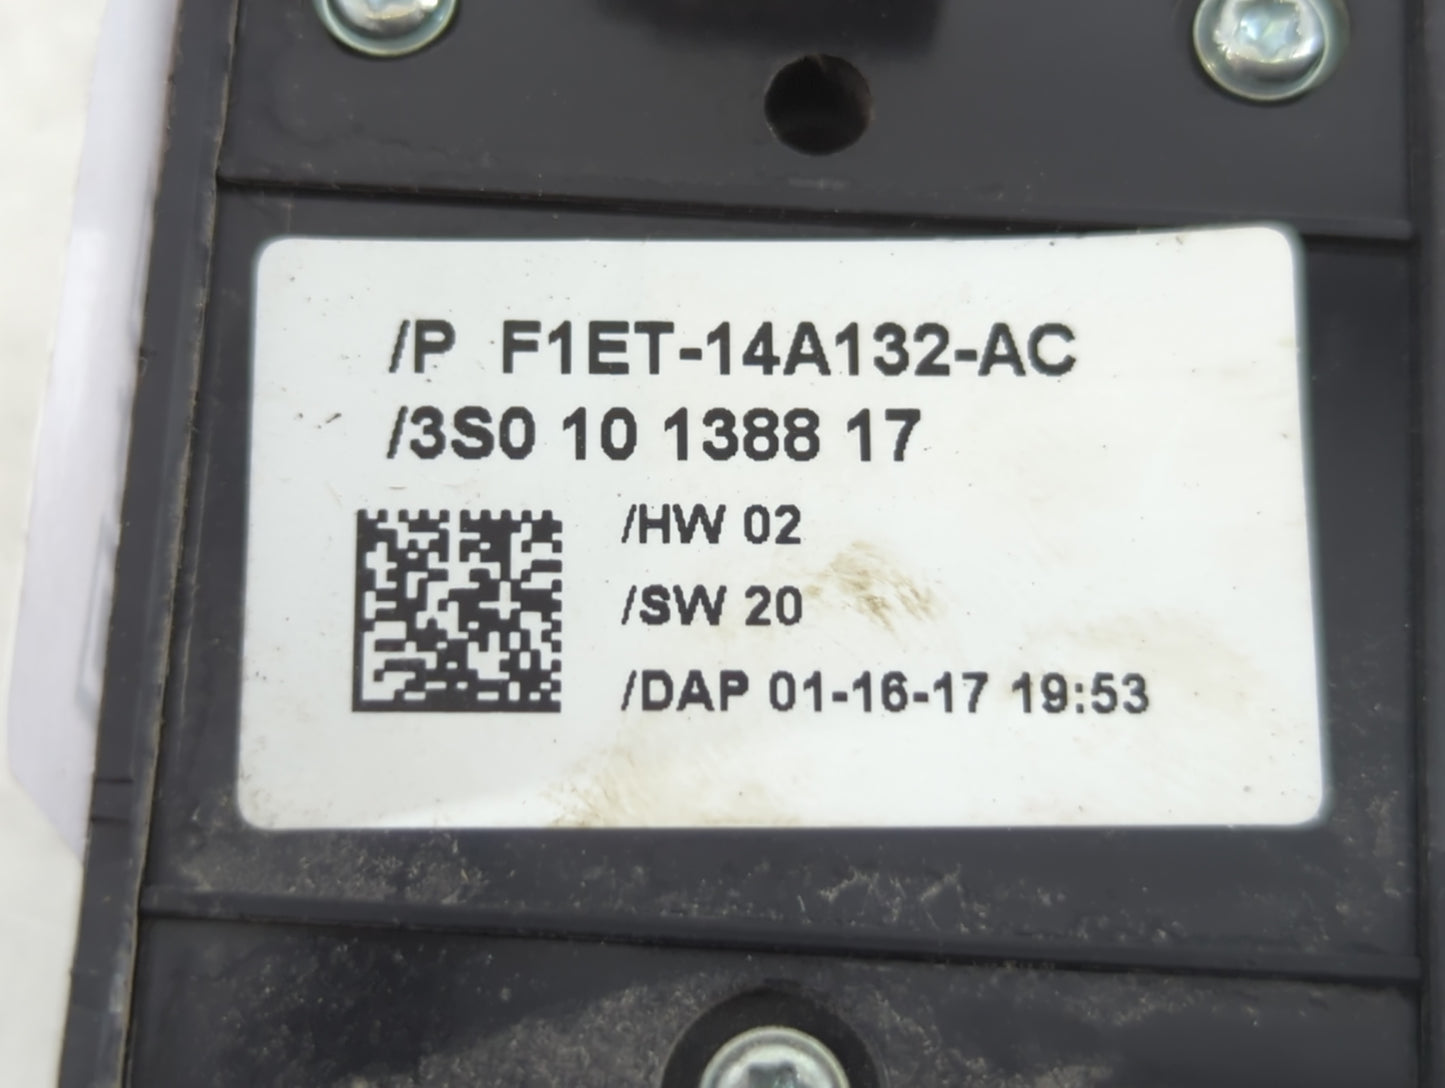 /P F1ET-14A132-AC
/3S0 10 1388 17
/HW 02
/SW 20
/DAP 01-16-17 19:53